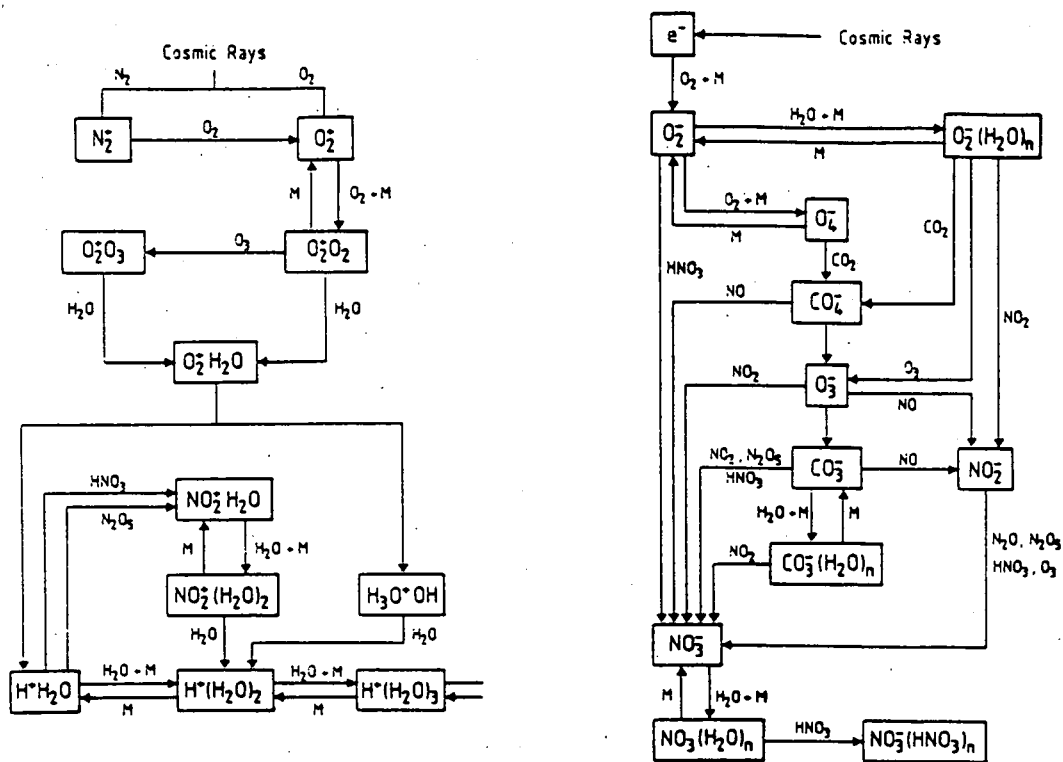 Cosmic Rays
N₂
O₂
N₂⁺
O₂
O₂⁺
M
O₂ + M
O₂⁺O₃
O₃
O₂⁺O₂
H₂O
H₂O
O₂⁺H₂O
HNO₃
N₂O₅
NO₂⁺H₂O
M
H₂O + M
NO₂⁺(H₂O)₂
H₃O⁺OH
H₂O
H₂O
H⁺H₂O
H₂O + M
M
H⁺(H₂O)₂
H₂O + M
M
H⁺(H₂O)₃
e⁻
Cosmic Rays
O₂ + M
O₂⁻
H₂O + M
M
O₂⁻(H₂O)ₙ
O₂ + M
M
O₄⁻
CO₂
CO₂
HNO₃
NO
CO₄⁻
NO₂
NO₂
O₃⁻
O₃
NO
NO₂, N₂O₅
HNO₃
CO₃⁻
NO
NO₂⁻
H₂O + M
M
NO₂
CO₃⁻(H₂O)ₙ
N₂O, N₂O₅
HNO₃, O₃
NO₃⁻
M
H₂O + M
NO₃(H₂O)ₙ
HNO₃
NO₃⁻(HNO₃)ₙ